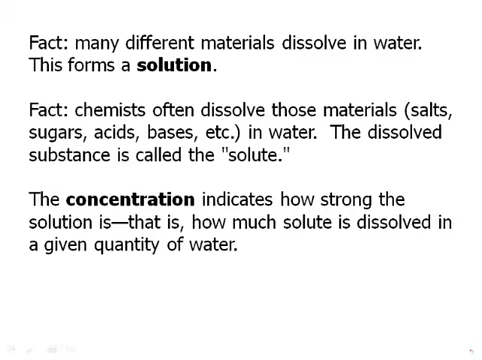 Fact: many different materials dissolve in water.
This forms a solution.
Fact: chemists often dissolve those materials (salts,
sugars, acids, bases, etc.) in water.  The dissolved
substance is called the "solute."
The concentration indicates how strong the
solution is—that is, how much solute is dissolved in
a given quantity of water.